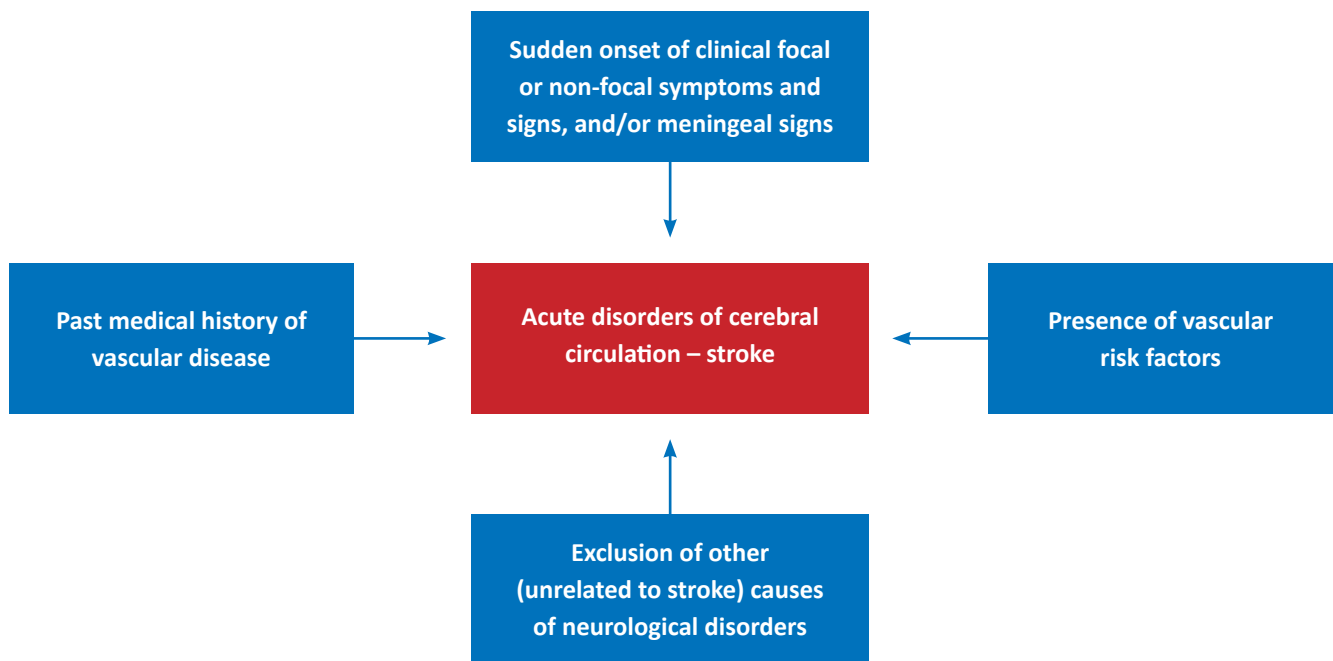 Sudden onset of clinical focal
or non-focal symptoms and
signs, and/or meningeal signs
Past medical history of
vascular disease
Acute disorders of cerebral
circulation – stroke
Presence of vascular
risk factors
Exclusion of other
(unrelated to stroke) causes
of neurological disorders